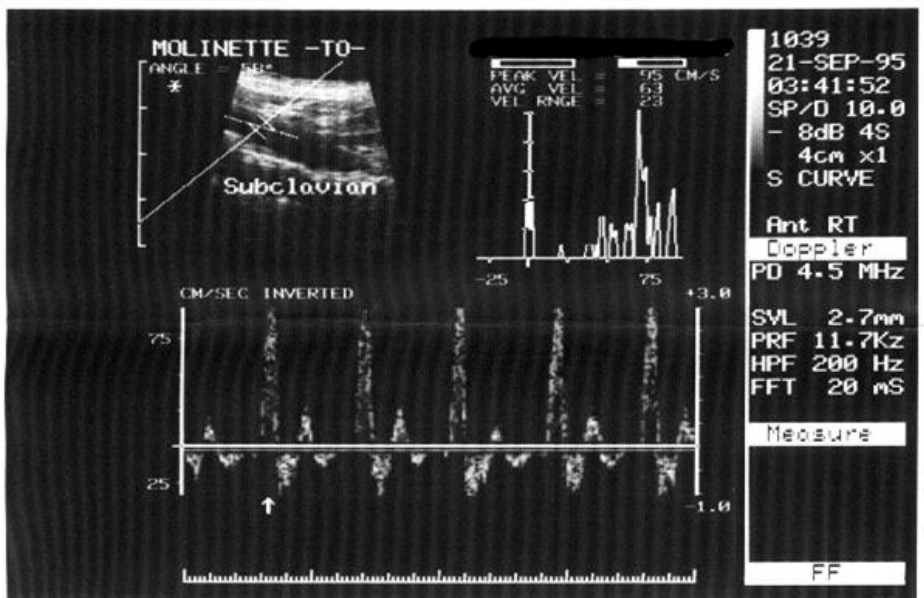 MOLINETTE -TO-
ANGLE = 58°
*
Subclavian
PEAK VEL = 95 CM/S
AVG VEL = 63
VEL RNGE = 23
-25 75
CM/SEC INVERTED
+3.0
75
25
-1.0
1039
21-SEP-95
03:41:52
SP/D 10.0
- 8dB 4S
4cm x1
S CURVE
Ant RT
Doppler
PD 4.5 MHz
SVL 2.7mm
PRF 11.7Kz
HPF 200 Hz
FFT 20 mS
Measure
FF